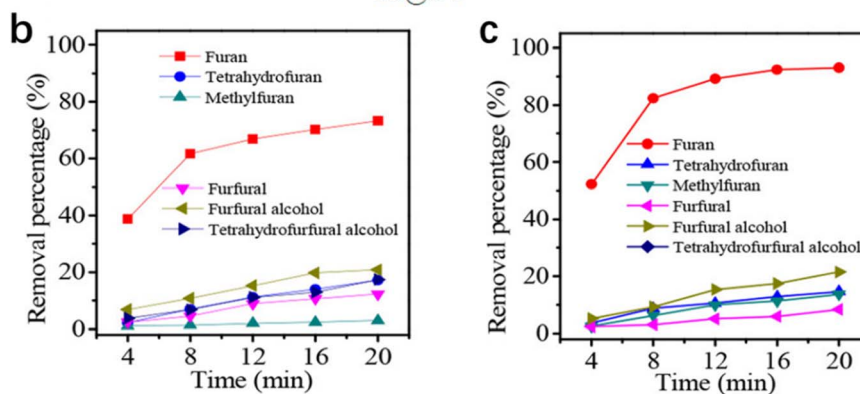 b
Removal percentage (%)
100
80
60
40
20
0
Furan
Tetrahydrofuran
Methylfuran
Furfural
Furfural alcohol
Tetrahydrofurfural alcohol
4 8 12 16 20
Time (min)
c
Removal percentage (%)
100
80
60
40
20
0
Furan
Tetrahydrofuran
Methylfuran
Furfural
Furfural alcohol
Tetrahydrofurfural alcohol
4 8 12 16 20
Time (min)